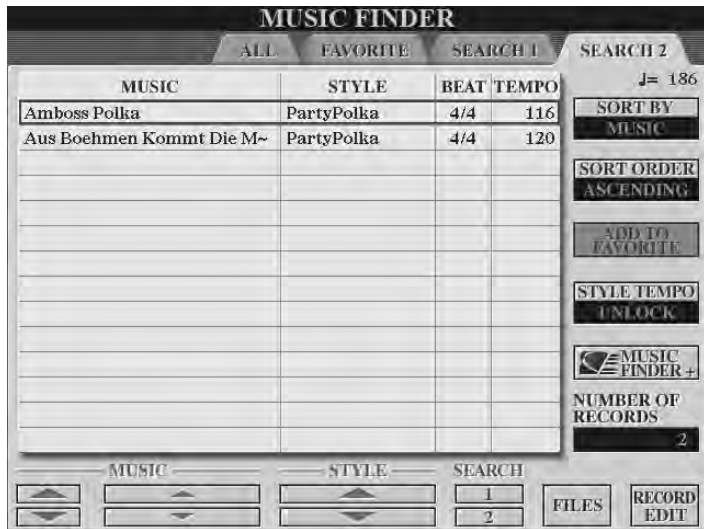 MUSIC FINDER
ALL FAVORITE SEARCH 1 SEARCH 2
♩= 186
MUSIC STYLE BEAT TEMPO
Amboss Polka PartyPolka 4/4 116
Aus Boehmen Kommt Die M~ PartyPolka 4/4 120
SORT BY
MUSIC
SORT ORDER
ASCENDING
ADD TO
FAVORITE
STYLE TEMPO
UNLOCK
MUSIC
FINDER +
NUMBER OF
RECORDS
2
MUSIC STYLE SEARCH
1
2
FILES
RECORD
EDIT